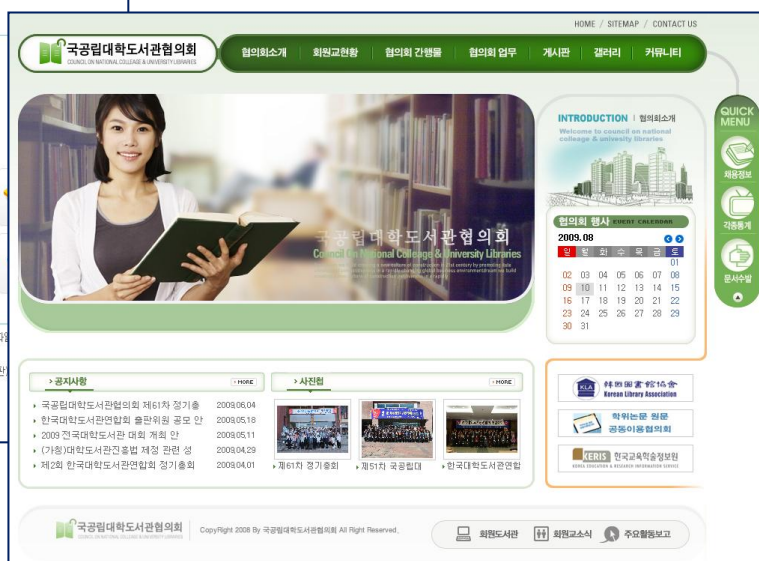 HOME / SITEMAP / CONTACT US
국공립대학도서관협의회
COUNCIL ON NATIONAL COLLEAGE & UNIVERSITY LIBRARIES
협의회소개 회원교현황 협의회 간행물 협의회 업무 게시판 갤러리 커뮤니티
QUICK MENU
채용정보
각종통계
문서수발
INTRODUCTION | 협의회소개
Welcome to council on national
colleage & univesity libraries
국공립대학도서관협의회
Council On National Colleage & University Libraries
협의회 행사 EVENT CALENDAR
2009.08
일 월 화 수 목 금 토
01
02 03 04 05 06 07 08
09 10 11 12 13 14 15
16 17 18 19 20 21 22
23 24 25 26 27 28 29
30 31
공지사항 MORE
국공립대학도서관협의회 제61차 정기총 2009.06.04
한국대학도서관연합회 출판위원 공모 안 2009.05.18
2009 전국대학도서관 대회 개최 안 2009.05.11
(가칭)대학도서관진흥법 제정 관련 성 2009.04.29
제2회 한국대학도서관연합회 정기총회 2009.04.01
사진첩 MORE
제61차 정기총회 제51차 국공립대 한국대학도서관연합
KLA
Korean Library Association
학위논문 원문
공동이용협의회
KERIS 한국교육학술정보원
KOREA EDUCATION & RESEARCH INFORMATION SERVICE
국공립대학도서관협의회
COUNCIL ON NATIONAL COLLEAGE & UNIVERSITY LIBRARIES
CopyRight 2008 By 국공립대학도서관협의회 All Right Reserved.
회원도서관 회원교소식 주요활동보고